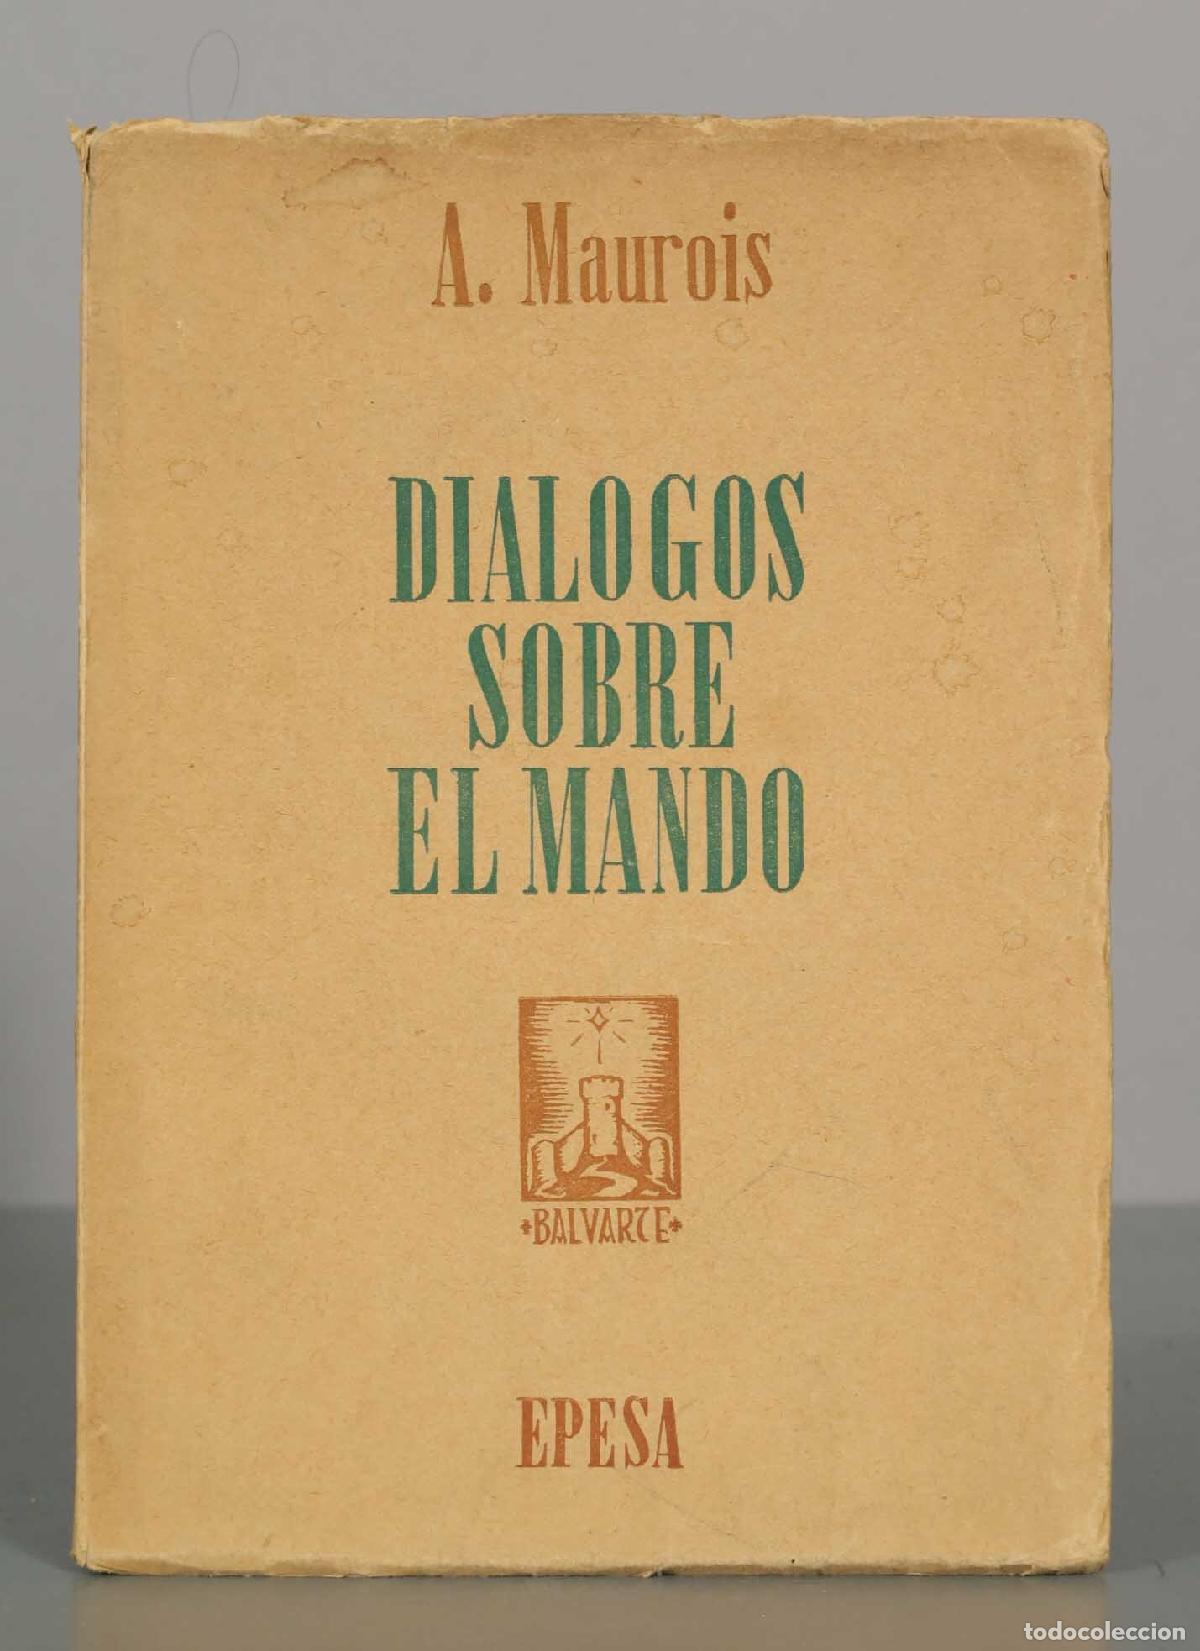 A. Maurois
DIALOGOS
SOBRE
EL MANDO
*BALVARTE*
EPESA
todocoleccion